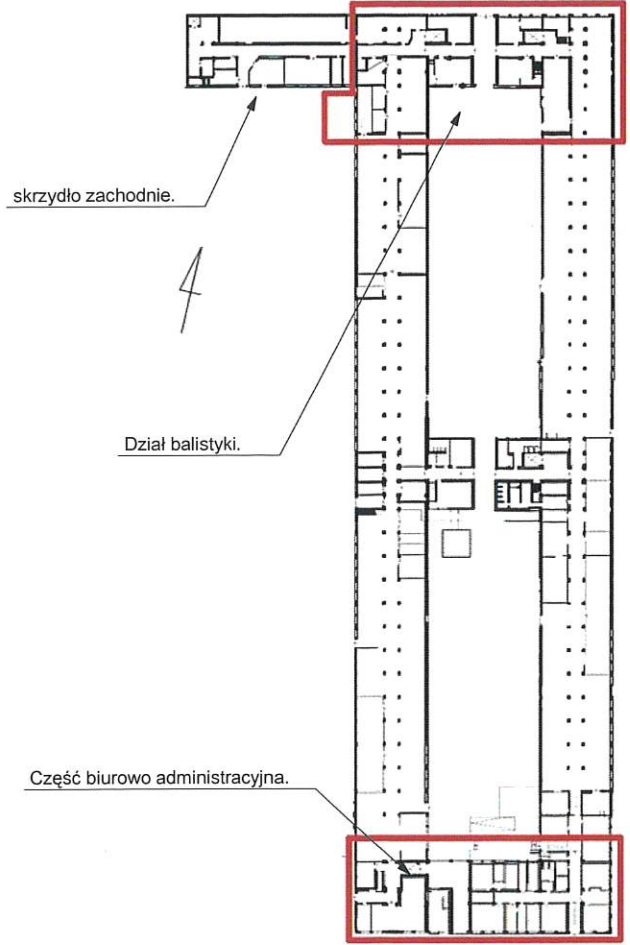 skrzydło zachodnie.
Dział balistyki.
Część biurowo administracyjna.